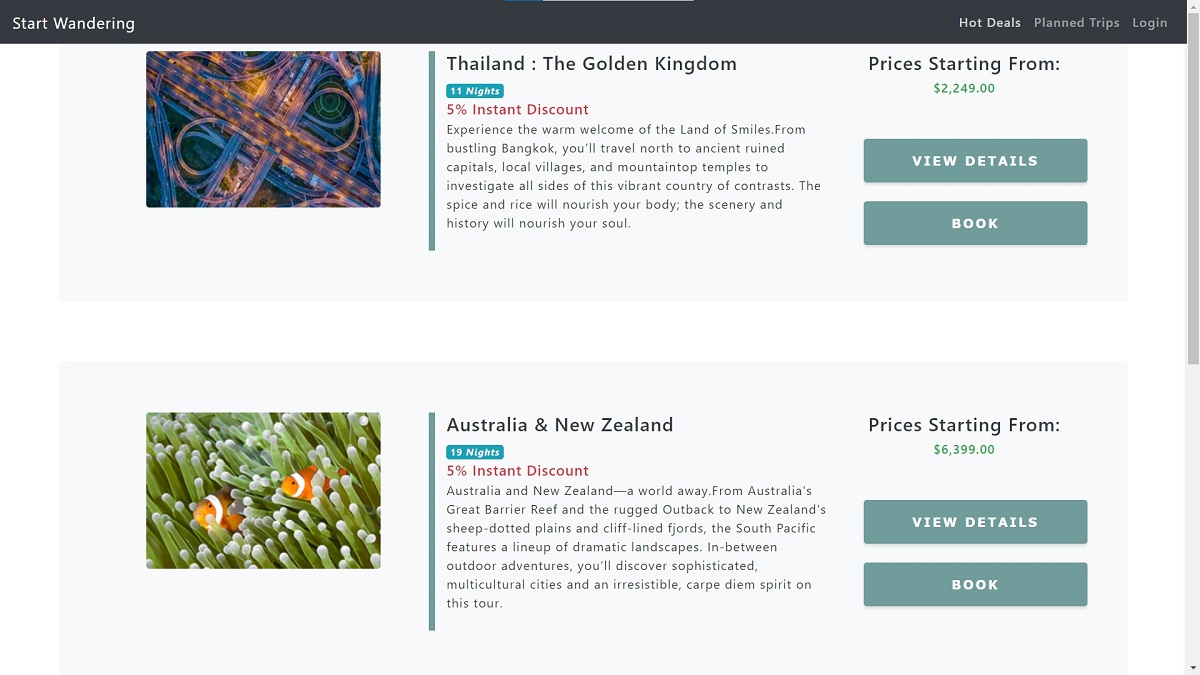 Start Wandering
Hot Deals Planned Trips Login
Thailand : The Golden Kingdom
11 Nights
5% Instant Discount
Experience the warm welcome of the Land of Smiles.From
bustling Bangkok, you'll travel north to ancient ruined
capitals, local villages, and mountaintop temples to
investigate all sides of this vibrant country of contrasts. The
spice and rice will nourish your body; the scenery and
history will nourish your soul.
Prices Starting From:
$2,249.00
VIEW DETAILS
BOOK
Australia & New Zealand
19 Nights
5% Instant Discount
Australia and New Zealand—a world away.From Australia's
Great Barrier Reef and the rugged Outback to New Zealand's
sheep-dotted plains and cliff-lined fjords, the South Pacific
features a lineup of dramatic landscapes. In-between
outdoor adventures, you'll discover sophisticated,
multicultural cities and an irresistible, carpe diem spirit on
this tour.
Prices Starting From:
$6,399.00
VIEW DETAILS
BOOK